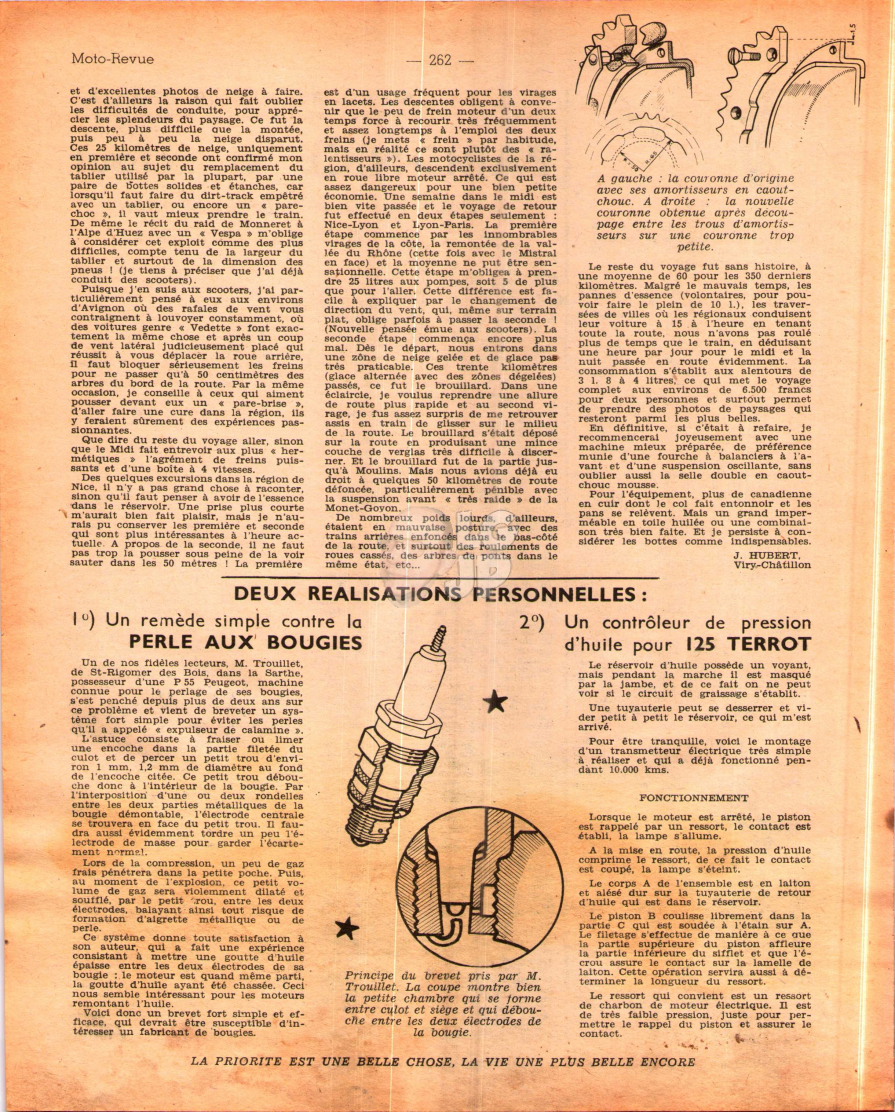 Moto-Revue
— 262 —
et d'excellentes photos de neige à faire.
C'est d'ailleurs la raison qui fait oublier
les difficultés de conduite, pour appré-
cier les splendeurs du paysage. Ce fut la
descente, plus difficile que la montée,
puis peu à peu la neige disparut.
Ces 25 kilomètres de neige, uniquement
en première et seconde ont confirmé mon
opinion au sujet du remplacement du
tablier utilisé par la plupart, par une
paire de bottes solides et étanches, car
lorsqu'il faut faire du dirt-track empêtré
avec un tablier, ou encore un « pare-
choc », il vaut mieux prendre le train.
De même le récit du raid de Monneret à
l'Alpe d'Huez avec un « Vespa » m'oblige
à considérer cet exploit comme des plus
difficiles, compte tenu de la largeur du
tablier et surtout de la dimension des
pneus ! (je tiens à préciser que j'ai déjà
conduit des scooters).
Puisque j'en suis aux scooters, j'ai par-
ticulièrement pensé à eux aux environs
d'Avignon où des rafales de vent vous
contraignent à louvoyer constamment, où
des voitures genre « Vedette » font exac-
tement la même chose et après un coup
de vent latéral judicieusement placé qui
réussit à vous déplacer la roue arrière,
il faut bloquer sérieusement les freins
pour ne passer qu'à 50 centimètres des
arbres du bord de la route. Par la même
occasion, je conseille à ceux qui aiment
pousser devant eux un « pare-brise »,
d'aller faire une cure dans la région, ils
y feraient sûrement des expériences pas-
sionnantes.
Que dire du reste du voyage aller, sinon
que le Midi fait entrevoir aux plus « her-
métiques » l'agrément de freins puis-
sants et d'une boîte à 4 vitesses.
Des quelques excursions dans la région de
Nice, il n'y a pas grand chose à raconter,
sinon qu'il faut penser à avoir de l'essence
dans le réservoir. Une prise plus courte
m'aurait bien fait plaisir, mais je n'au-
rais pu conserver les première et seconde
qui sont plus intéressantes à l'heure ac-
tuelle. A propos de la seconde, il ne faut
pas trop la pousser sous peine de la voir
sauter dans les 50 mètres ! La première
est d'un usage fréquent pour les virages
en lacets. Les descentes obligent à conve-
nir que le peu de frein moteur d'un deux
temps force à recourir très fréquemment
et assez longtemps à l'emploi des deux
freins (je mets « frein » par habitude,
mais en réalité ce sont plutôt des « ra-
lentisseurs »). Les motocyclistes de la ré-
gion, d'ailleurs, descendent exclusivement
en roue libre moteur arrêté. Ce qui est
assez dangereux pour une bien petite
économie. Une semaine dans le midi est
bien vite passée et le voyage de retour
fut effectué en deux étapes seulement :
Nice-Lyon et Lyon-Paris. La première
étape commence par les innombrables
virages de la côte, la remontée de la val-
lée du Rhône (cette fois avec le Mistral
en face) et la moyenne ne put être sen-
sationnelle. Cette étape m'obligea à pren-
dre 25 litres aux pompes, soit 5 de plus
que pour l'aller. Cette différence est fa-
cile à expliquer par le changement de
direction du vent, qui, même sur terrain
plat, oblige parfois à passer la seconde !
(Nouvelle pensée émue aux scooters). La
seconde étape commença encore plus
mal. Dès le départ, nous entrons dans
une zône de neige gelée et de glace pas
très praticable. Ces trente kilomètres
(glace alternée avec des zônes dégelées)
passés, ce fut le brouillard. Dans une
éclaircie, je voulus reprendre une allure
de route plus rapide et au second vi-
rage, je fus assez surpris de me retrouver
assis en train de glisser sur le milieu
de la route. Le brouillard s'était déposé
sur la route en produisant une mince
couche de verglas très difficile à discer-
ner. Et le brouillard fut de la partie jus-
qu'à Moulins. Mais nous avions déjà eu
droit à quelques 50 kilomètres de route
défoncée, particulièrement pénible avec
la suspension avant « très raide » de la
Monet-Goyon.
De nombreux poids lourds, d'ailleurs,
étaient en mauvaise posture, avec des
trains arrières enfoncés dans le bas-côté
de la route, et surtout des roulements de
roues cassés, des arbres de ponts dans le
même état, etc...
1,5
A gauche : la couronne d'origine
avec ses amortisseurs en caout-
chouc. A droite : la nouvelle
couronne obtenue après décou-
page entre les trous d'amortis-
seurs sur une couronne trop
petite.
Le reste du voyage fut sans histoire, à
une moyenne de 60 pour les 350 derniers
kilomètres. Malgré le mauvais temps, les
pannes d'essence (volontaires, pour pou-
voir faire le plein de 10 l.), les traver-
sées de villes où les régionaux conduisent
leur voiture à 15 à l'heure en tenant
toute la route, nous n'avons pas roulé
plus de temps que le train, en déduisant
une heure par jour pour le midi et la
nuit passée en route évidemment. La
consommation s'établit aux alentours de
3 l. 8 à 4 litres, ce qui met le voyage
complet aux environs de 6.500 francs
pour deux personnes et surtout permet
de prendre des photos de paysages qui
resteront parmi les plus belles.
En définitive, si c'était à refaire, je
recommencerai joyeusement avec une
machine mieux préparée, de préférence
munie d'une fourche à balanciers à l'a-
vant et d'une suspension oscillante, sans
oublier aussi la selle double en caout-
chouc mousse.
Pour l'équipement, plus de canadienne
en cuir dont le col fait entonnoir et les
pans se relèvent. Mais un grand imper-
méable en toile huilée ou une combinai-
son très bien faite. Et je persiste à con-
sidérer les bottes comme indispensables.
J. HUBERT,
Viry-Châtillon
DEUX REALISATIONS PERSONNELLES :
1º) Un remède simple contre la
PERLE AUX BOUGIES
Un de nos fidèles lecteurs, M. Trouillet,
de St-Rigomer des Bois, dans la Sarthe,
possesseur d'une P 55 Peugeot, machine
connue pour le perlage de ses bougies,
s'est penché depuis plus de deux ans sur
ce problème et vient de breveter un sys-
tème fort simple pour éviter les perles
qu'il a appelé « expulseur de calamine ».
L'astuce consiste à fraiser ou limer
une encoche dans la partie filetée du
culot et de percer un petit trou d'envi-
ron 1 mm, 1,2 mm de diamètre au fond
de l'encoche citée. Ce petit trou débou-
che donc à l'intérieur de la bougie. Par
l'interposition d'une ou deux rondelles
entre les deux parties métalliques de la
bougie démontable, l'électrode centrale
se trouvera en face du petit trou. Il fau-
dra aussi évidemment tordre un peu l'é-
lectrode de masse pour garder l'écarte-
ment normal.
Lors de la compression, un peu de gaz
frais pénétrera dans la petite poche. Puis,
au moment de l'explosion, ce petit vo-
lume de gaz sera violemment dilaté et
soufflé, par le petit trou, entre les deux
électrodes, balayant ainsi tout risque de
formation d'aigrette métallique ou de
perle.
Ce système donne toute satisfaction à
son auteur, qui a fait une expérience
consistant à mettre une goutte d'huile
épaisse entre les deux électrodes de sa
bougie : le moteur est quand même parti,
la goutte d'huile ayant été chassée. Ceci
nous semble intéressant pour les moteurs
remontant l'huile.
Voici donc un brevet fort simple et ef-
ficace, qui devrait être susceptible d'in-
téresser un fabricant de bougies.
Principe du brevet pris par M.
Trouillet. La coupe montre bien
la petite chambre qui se forme
entre culot et siège et qui débou-
che entre les deux électrodes de
la bougie.
2º) Un contrôleur de pression
d'huile pour 125 TERROT
Le réservoir d'huile possède un voyant,
mais pendant la marche il est masqué
par la jambe, et de ce fait on ne peut
voir si le circuit de graissage s'établit.
Une tuyauterie peut se desserrer et vi-
der petit à petit le réservoir, ce qui m'est
arrivé.
Pour être tranquille, voici le montage
d'un transmetteur électrique très simple
à réaliser et qui a déjà fonctionné pen-
dant 10.000 kms.
FONCTIONNEMENT
Lorsque le moteur est arrêté, le piston
est rappelé par un ressort, le contact est
établi, la lampe s'allume.
A la mise en route, la pression d'huile
comprime le ressort, de ce fait le contact
est coupé, la lampe s'éteint.
Le corps A de l'ensemble est en laiton
et alésé dur sur la tuyauterie de retour
d'huile qui est dans le réservoir.
Le piston B coulisse librement dans la
partie C qui est soudée à l'étain sur A.
Le filetage s'effectue de manière à ce que
la partie supérieure du piston affleure
la partie inférieure du sifflet et que l'é-
crou assure le contact sur la lamelle de
laiton. Cette opération servira aussi à dé-
terminer la longueur du ressort.
Le ressort qui convient est un ressort
de charbon de moteur électrique. Il est
de très faible pression, juste pour per-
mettre le rappel du piston et assurer le
contact.
LA PRIORITE EST UNE BELLE CHOSE, LA VIE UNE PLUS BELLE ENCORE